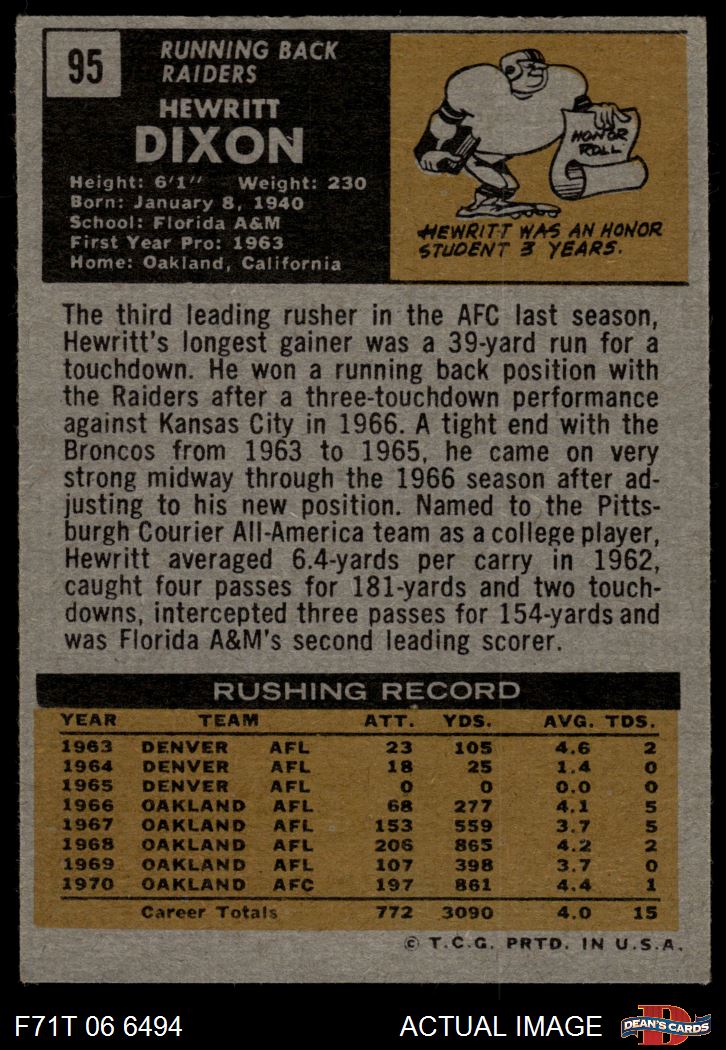 95
RUNNING BACK
RAIDERS
HEWRITT
DIXON
Height: 6'1" Weight: 230
Born: January 8, 1940
School: Florida A&M
First Year Pro: 1963
Home: Oakland, California
HONOR
ROLL
HEWRITT WAS AN HONOR
STUDENT 3 YEARS.
The third leading rusher in the AFC last season,
Hewritt's longest gainer was a 39-yard run for a
touchdown. He won a running back position with
the Raiders after a three-touchdown performance
against Kansas City in 1966. A tight end with the
Broncos from 1963 to 1965, he came on very
strong midway through the 1966 season after ad-
justing to his new position. Named to the Pitts-
burgh Courier All-America team as a college player,
Hewritt averaged 6.4-yards per carry in 1962,
caught four passes for 181-yards and two touch-
downs, intercepted three passes for 154-yards and
was Florida A&M's second leading scorer.
RUSHING RECORD
YEAR TEAM ATT. YDS. AVG. TDS.
1963 DENVER AFL 23 105 4.6 2
1964 DENVER AFL 18 25 1.4 0
1965 DENVER AFL 0 0 0.0 0
1966 OAKLAND AFL 68 277 4.1 5
1967 OAKLAND AFL 153 559 3.7 5
1968 OAKLAND AFL 206 865 4.2 2
1969 OAKLAND AFL 107 398 3.7 0
1970 OAKLAND AFC 197 861 4.4 1
Career Totals 772 3090 4.0 15
© T.C.G. PRTD. IN U.S.A.
F71T 06 6494 ACTUAL IMAGE
D
DEAN'S CARDS